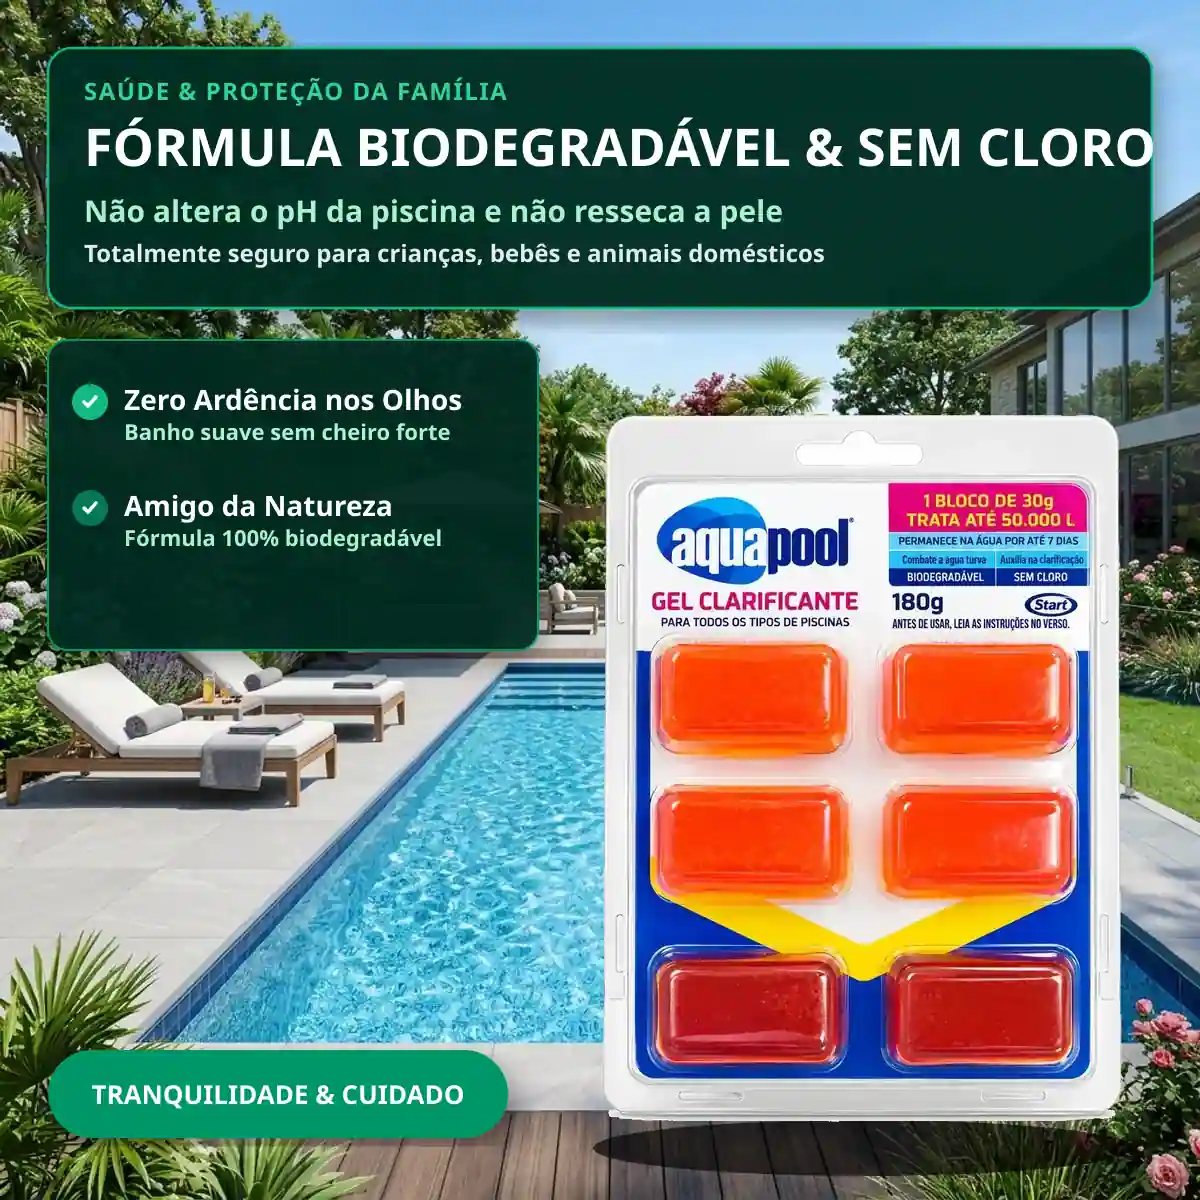 SAÚDE & PROTEÇÃO DA FAMÍLIA
FÓRMULA BIODEGRADÁVEL & SEM CLORO
Não altera o pH da piscina e não resseca a pele
Totalmente seguro para crianças, bebês e animais domésticos
Zero Ardência nos Olhos
Banho suave sem cheiro forte
Amigo da Natureza
Fórmula 100% biodegradável
aquapool®
GEL CLARIFICANTE
PARA TODOS OS TIPOS DE PISCINAS
1 BLOCO DE 30g
TRATA ATÉ 50.000 L
PERMANECE NA ÁGUA POR ATÉ 7 DIAS
Combate a água turva Auxilia na clarificação
BIODEGRADÁVEL SEM CLORO
180g Start
ANTES DE USAR, LEIA AS INSTRUÇÕES NO VERSO.
TRANQUILIDADE & CUIDADO